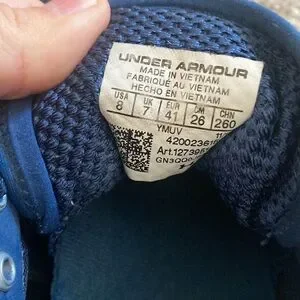 UNDER ARMOUR
MADE IN VIETNAM
FABRIQUÉ AU VIETNAM
HECHO EN VIETNAM
USA UK EUR CM CHN
8 7 41 26 260
YMUV